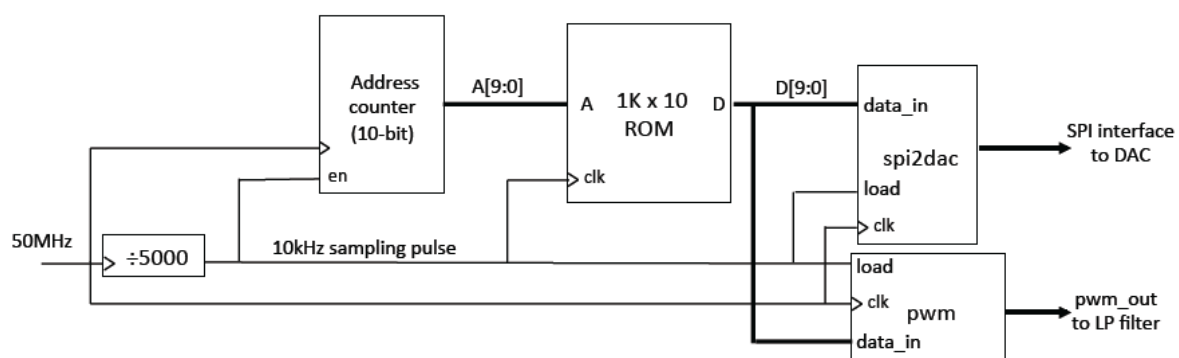 Address
counter
(10-bit)
en
A[9:0]
A
1K x 10
ROM
D
clk
D[9:0]
data_in
spi2dac
load
clk
SPI interface
to DAC
50MHz
÷5000
10kHz sampling pulse
load
clk
pwm
data_in
pwm_out
to LP filter